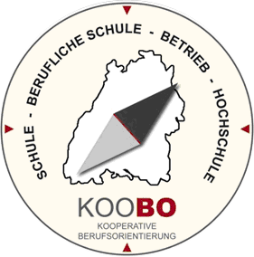 SCHULE - BERUFLICHE SCHULE - BETRIEB - HOCHSCHULE
KOOBO
KOOPERATIVE
BERUFSORIENTIERUNG